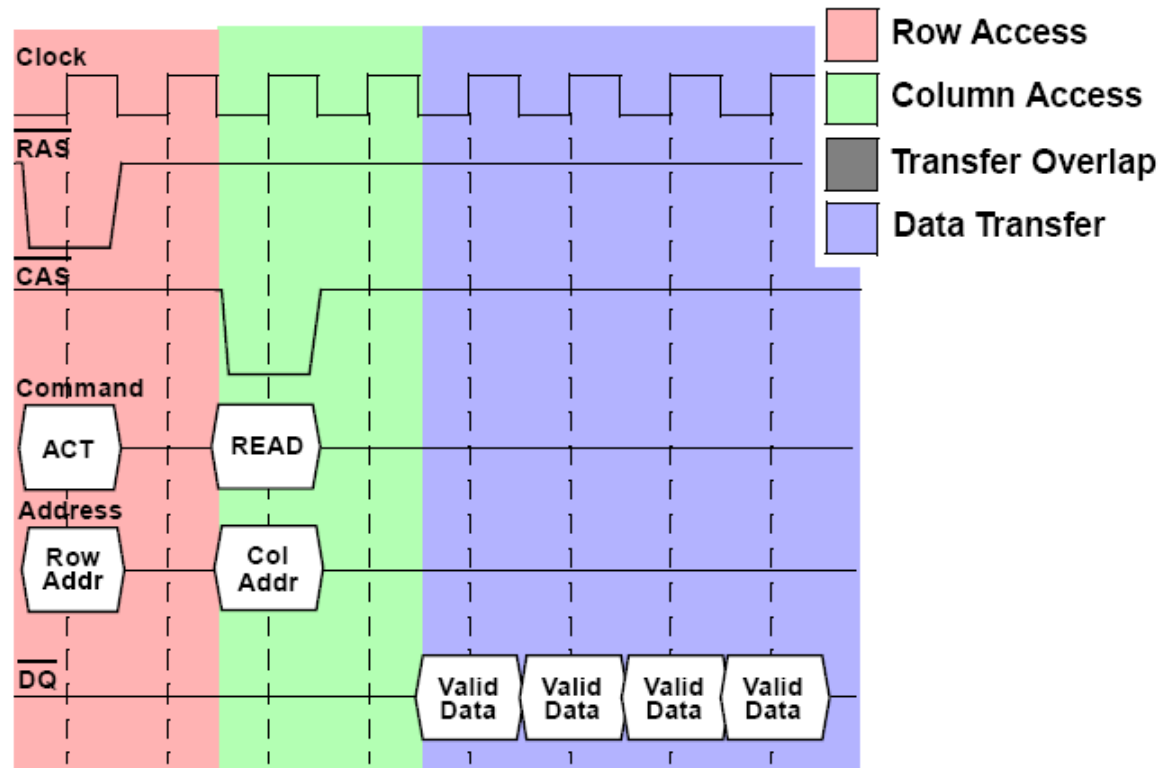 Clock
RAS
CAS
Command
ACT
READ
Address
Row
Addr
Col
Addr
DQ
Valid
Data
Valid
Data
Valid
Data
Valid
Data
Row Access
Column Access
Transfer Overlap
Data Transfer